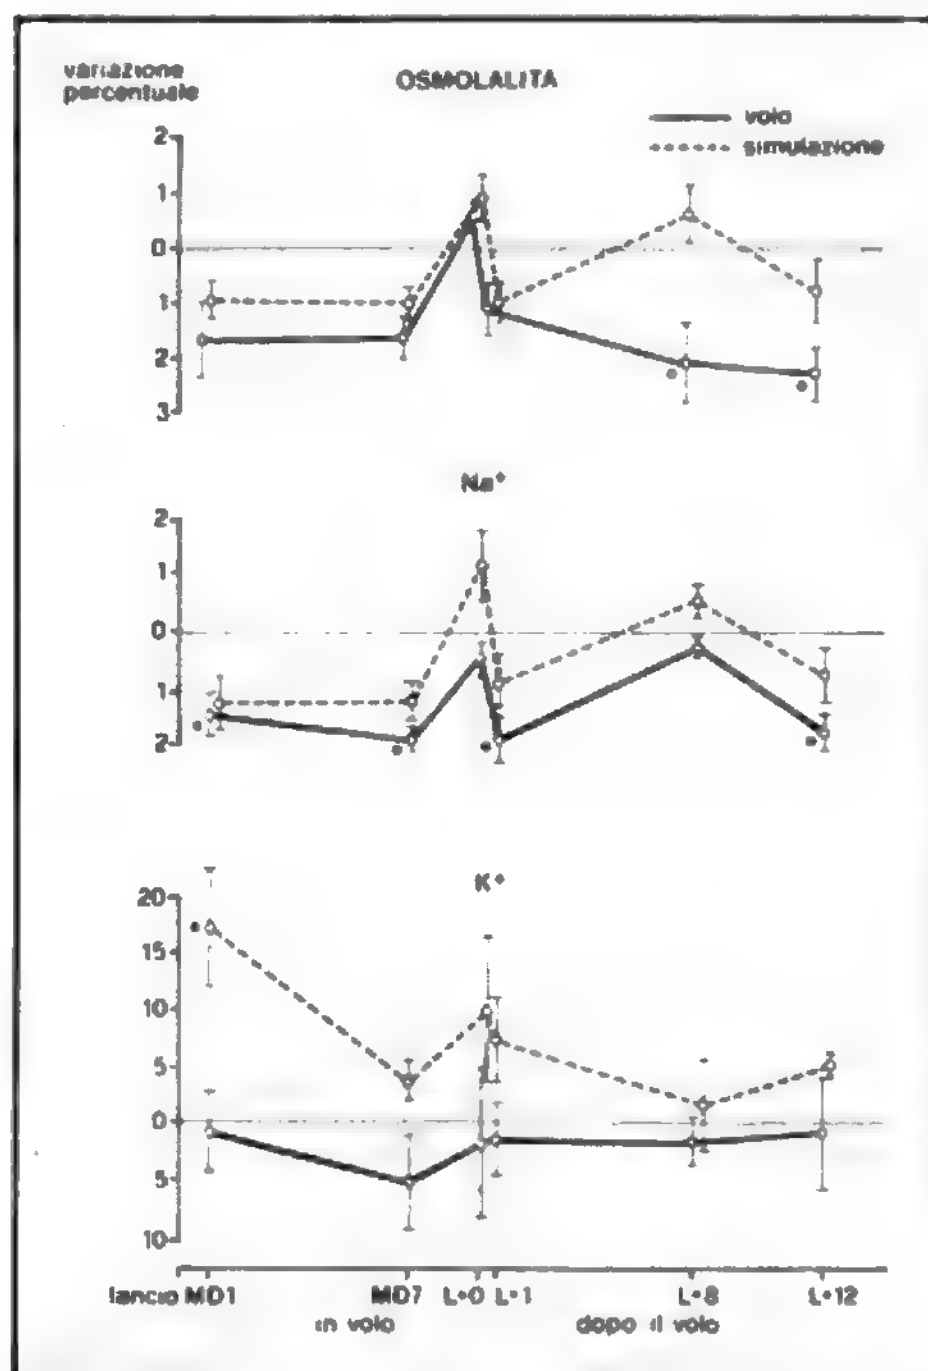 variazione
percentuale
OSMOLALITA
volo
simulazione
2
1
0
1
2
3
Na+
2
1
0
1
2
K+
20
15
10
5
0
5
10
lancio MD1 MD7 L+0 L+1 L+8 L+12
in volo dopo il volo